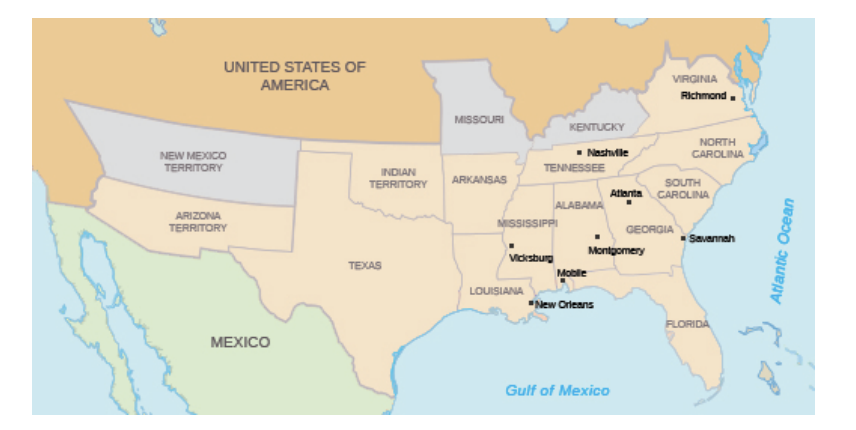 UNITED STATES OF
AMERICA
VIRGINIA
Richmond
MISSOURI
KENTUCKY
NORTH
CAROLINA
NEW MEXICO
TERRITORY
Nashville
TENNESSEE
INDIAN
TERRITORY
ARKANSAS
SOUTH
CAROLINA
Atlanta
ALABAMA
ARIZONA
TERRITORY
MISSISSIPPI
GEORGIA
Savannah
Montgomery
Vicksburg
TEXAS
Mobile
LOUISIANA
New Orleans
FLORIDA
MEXICO
Atlantic Ocean
Gulf of Mexico